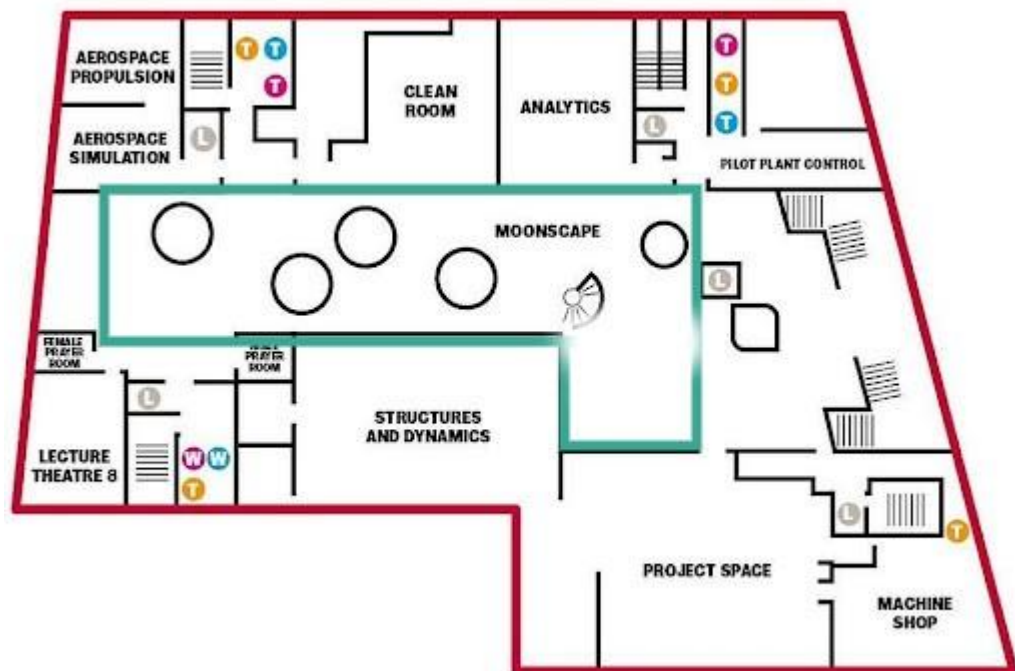 AEROSPACE
PROPULSION
T T
T
CLEAN
ROOM
ANALYTICS
T
T
T
L
L
AEROSPACE
SIMULATION
PILOT PLANT CONTROL
MOONSCAPE
L
FEMALE
PRAYER
ROOM
PRAYER
ROOM
L
STRUCTURES
AND DYNAMICS
LECTURE
THEATRE 8
W W
T
L
T
PROJECT SPACE
MACHINE
SHOP